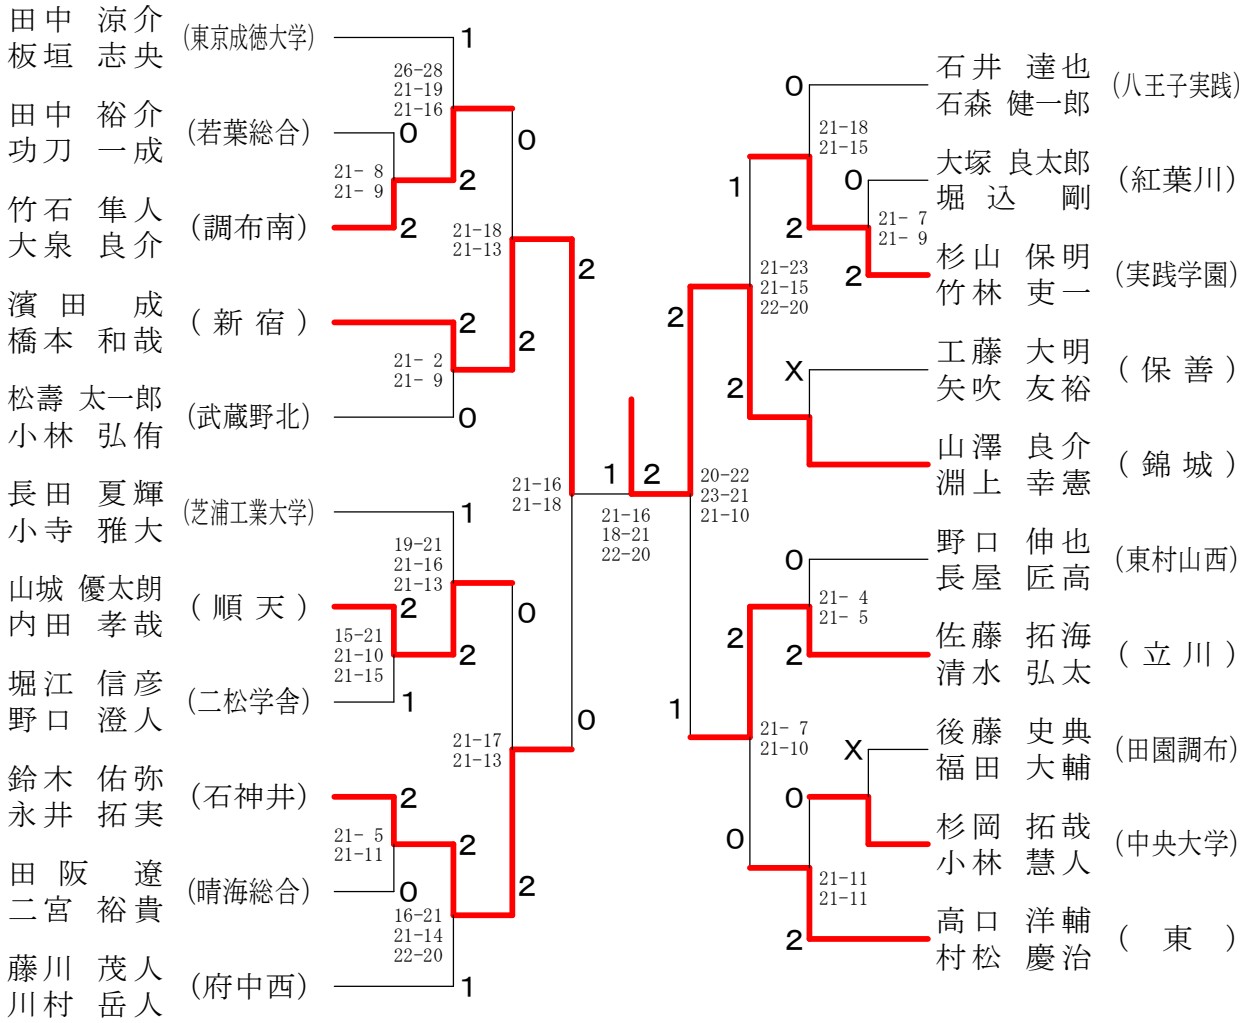 田中 涼介
板垣 志央
(東京成徳大学)
1
26-28
21-19
21-16
田中 裕介
功刀 一成
(若葉総合)
0
0
21- 8
21- 9
2
竹石 隼人
大泉 良介
(調布南)
2
21-18
21-13
2
濱田 成
橋本 和哉
(新宿)
2
2
21- 2
21- 9
松壽 太一郎
小林 弘侑
(武蔵野北)
0
長田 夏輝
小寺 雅大
(芝浦工業大学)
1
21-16
21-18
19-21
21-16
21-13
山城 優太朗
内田 孝哉
(順天)
2
0
15-21
21-10
21-15
2
堀江 信彦
野口 澄人
(二松学舎)
1
0
21-17
21-13
鈴木 佑弥
永井 拓実
(石神井)
2
21- 5
21-11
2
田阪 遼
二宮 裕貴
(晴海総合)
0
2
16-21
21-14
22-20
藤川 茂人
川村 岳人
(府中西)
1
1
2
21-16
18-21
22-20
石井 達也
石森 健一郎
(八王子実践)
0
21-18
21-15
大塚 良太郎
堀込 剛
(紅葉川)
0
1
21- 7
21- 9
2
杉山 保明
竹林 吏一
(実践学園)
2
21-23
21-15
22-20
2
工藤 大明
矢吹 友裕
(保善)
X
2
山澤 良介
淵上 幸憲
(錦城)
20-22
23-21
21-10
野口 伸也
長屋 匠高
(東村山西)
0
21- 4
21- 5
佐藤 拓海
清水 弘太
(立川)
2
2
1
21- 7
21-10
後藤 史典
福田 大輔
(田園調布)
X
0
杉岡 拓哉
小林 慧人
(中央大学)
0
21-11
21-11
高口 洋輔
村松 慶治
(東)
2